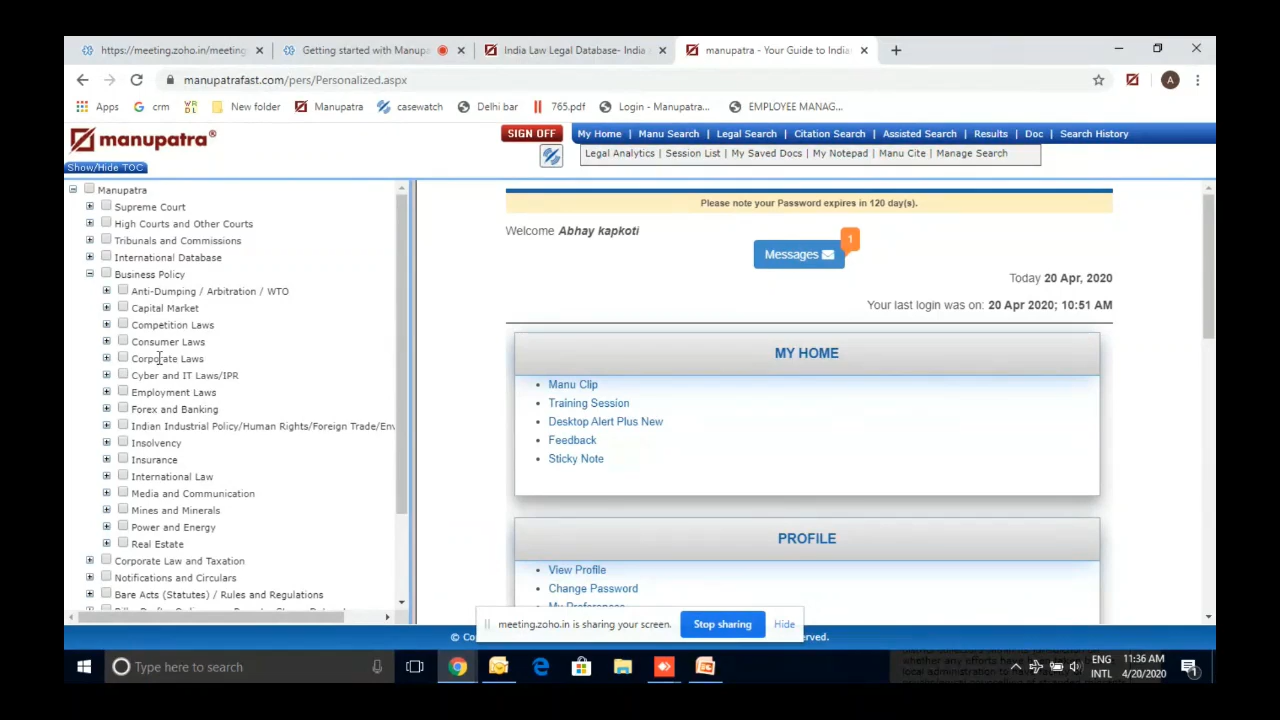 https://meeting.zoho.in/meeting
Getting started with Manupa
India Law Legal Database- India
manupatra - Your Guide to India
manupatrafast.com/pers/Personalized.aspx
A
Apps
crm
New folder
Manupatra
casewatch
Delhi bar
765.pdf
Login - Manupatra...
EMPLOYEE MANAG...
manupatra®
SIGN OFF
My Home | Manu Search | Legal Search | Citation Search | Assisted Search | Results | Doc | Search History
Legal Analytics | Session List | My Saved Docs | My Notepad | Manu Cite | Manage Search
Show/Hide TOC
Manupatra
Supreme Court
High Courts and Other Courts
Tribunals and Commissions
International Database
Business Policy
Anti-Dumping / Arbitration / WTO
Capital Market
Competition Laws
Consumer Laws
Corporate Laws
Cyber and IT Laws/IPR
Employment Laws
Forex and Banking
Indian Industrial Policy/Human Rights/Foreign Trade/Env
Insolvency
Insurance
International Law
Media and Communication
Mines and Minerals
Power and Energy
Real Estate
Corporate Law and Taxation
Notifications and Circulars
Bare Acts (Statutes) / Rules and Regulations
Please note your Password expires in 120 day(s).
Welcome Abhay kapkoti
Messages
1
Today 20 Apr, 2020
Your last login was on: 20 Apr 2020; 10:51 AM
MY HOME
Manu Clip
Training Session
Desktop Alert Plus New
Feedback
Sticky Note
PROFILE
View Profile
Change Password
My Preferences
meeting.zoho.in is sharing your screen.
Stop sharing
Hide
© Co
rved.
Type here to search
ENG
INTL
11:36 AM
4/20/2020
1